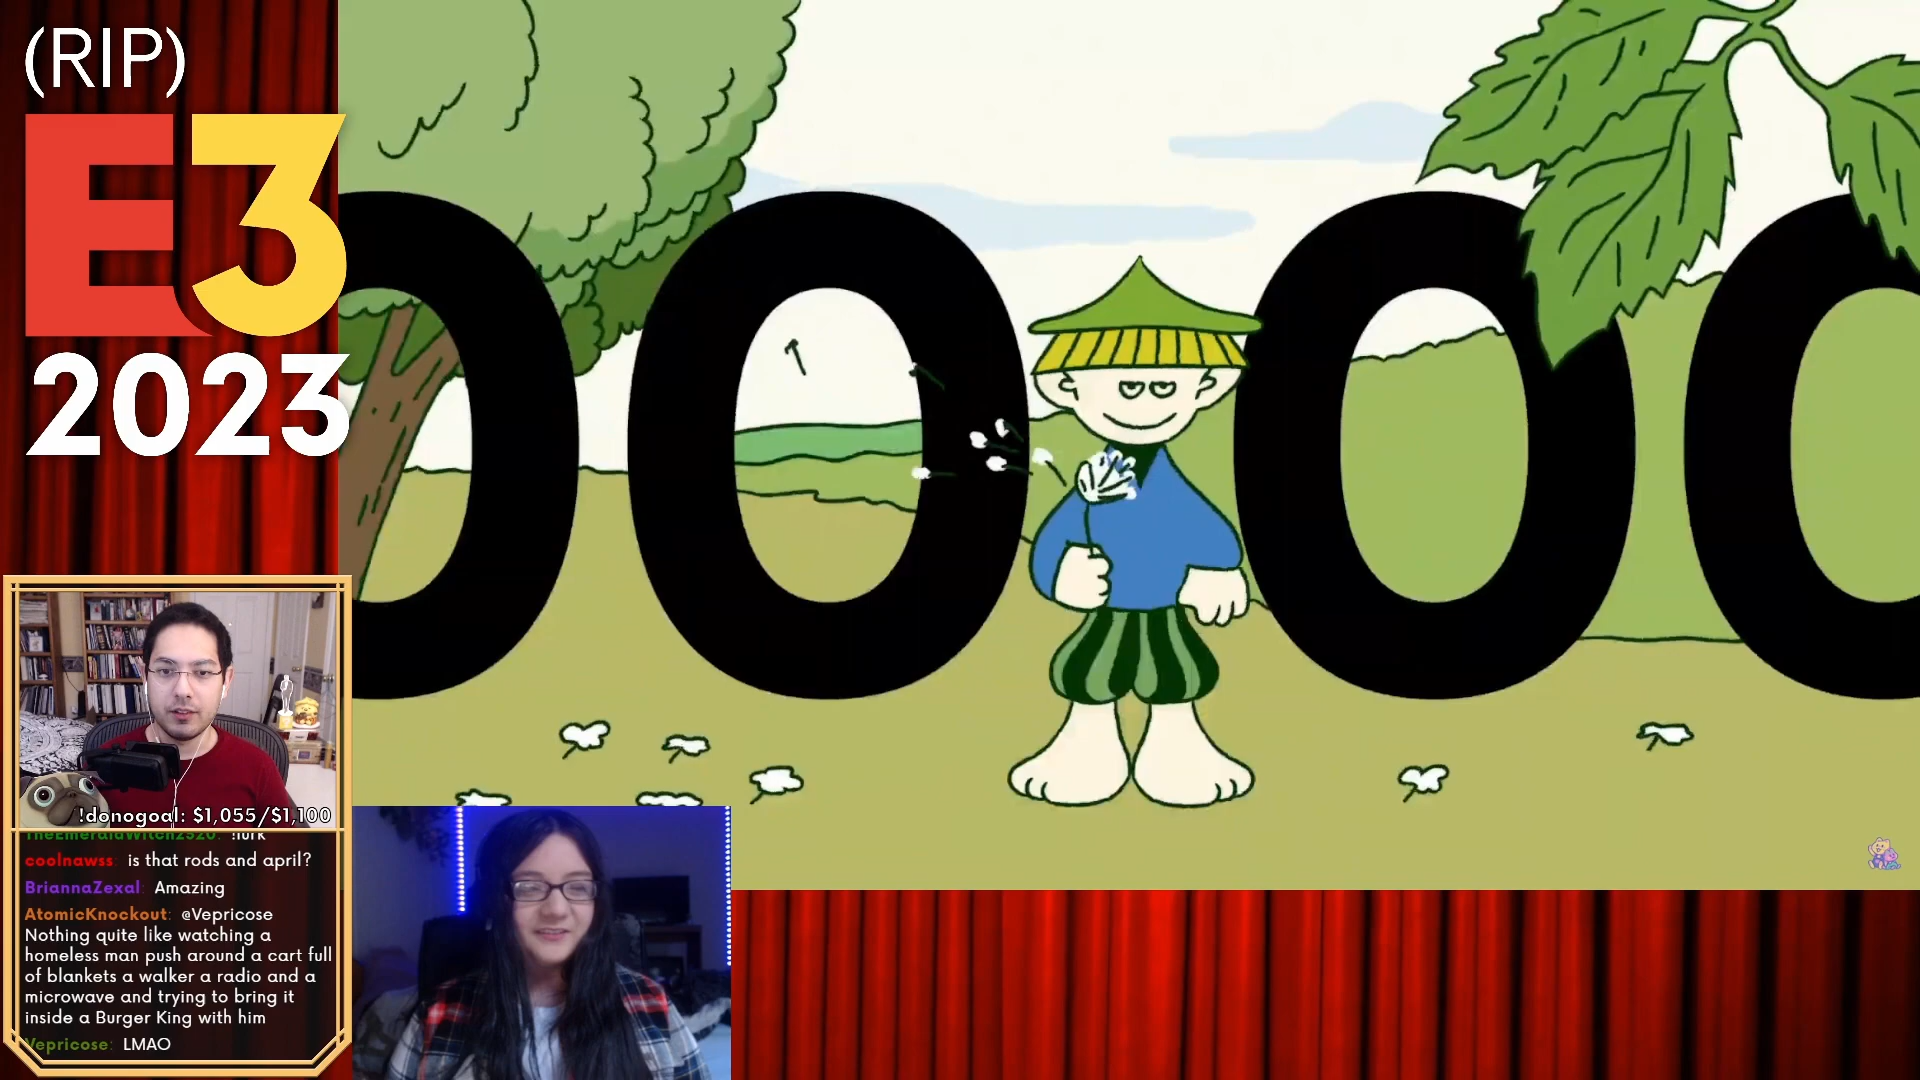 (RIP)
E3
2023
0000
!donogoal: $1,055/$1,100
TheEmeraldWitch2320: !lurk
coolnawss: is that rods and april?
BriannaZexal: Amazing
AtomicKnockout: @Vepricose
Nothing quite like watching a
homeless man push around a cart full
of blankets a walker a radio and a
microwave and trying to bring it
inside a Burger King with him
Vepricose: LMAO